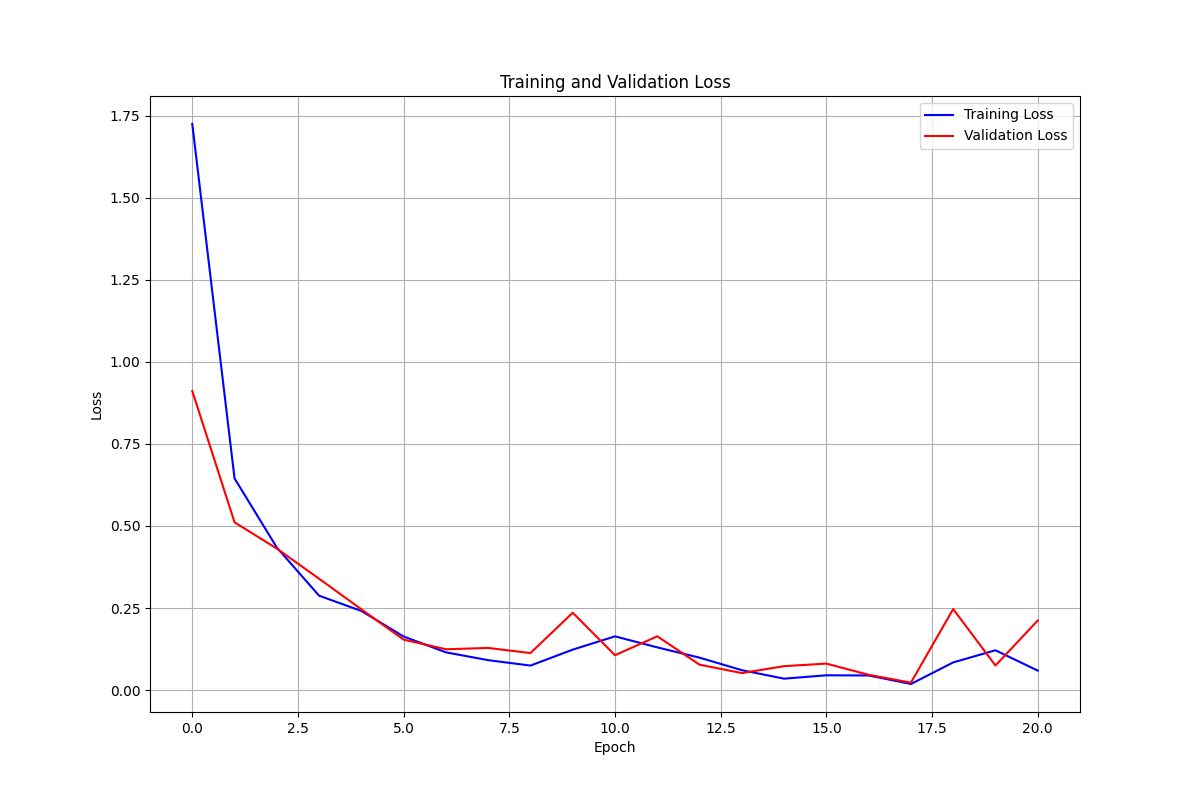 Training and Validation Loss
Training Loss
Validation Loss
1.75
1.50
1.25
1.00
0.75
0.50
0.25
0.00
Loss
0.0 2.5 5.0 7.5 10.0 12.5 15.0 17.5 20.0
Epoch